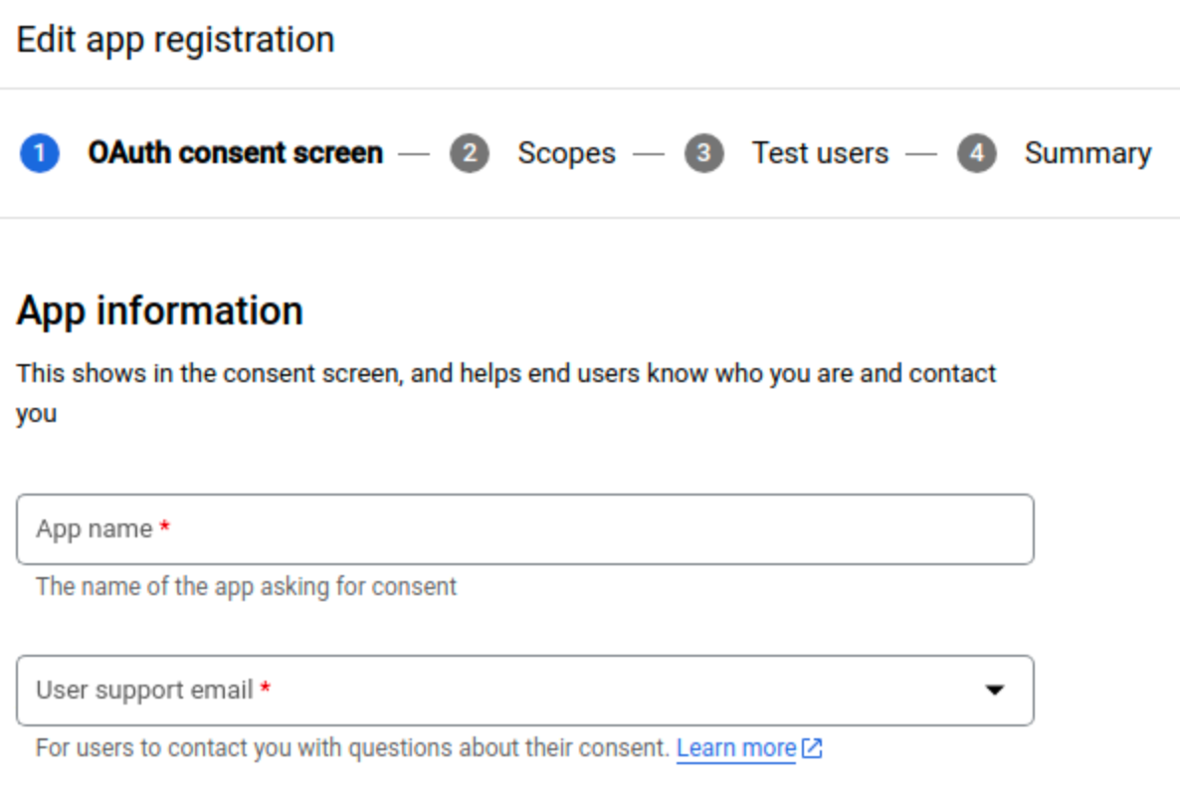 Edit app registration
1 OAuth consent screen — 2 Scopes — 3 Test users — 4 Summary
App information
This shows in the consent screen, and helps end users know who you are and contact
you
App name *
The name of the app asking for consent
User support email *
For users to contact you with questions about their consent. Learn more